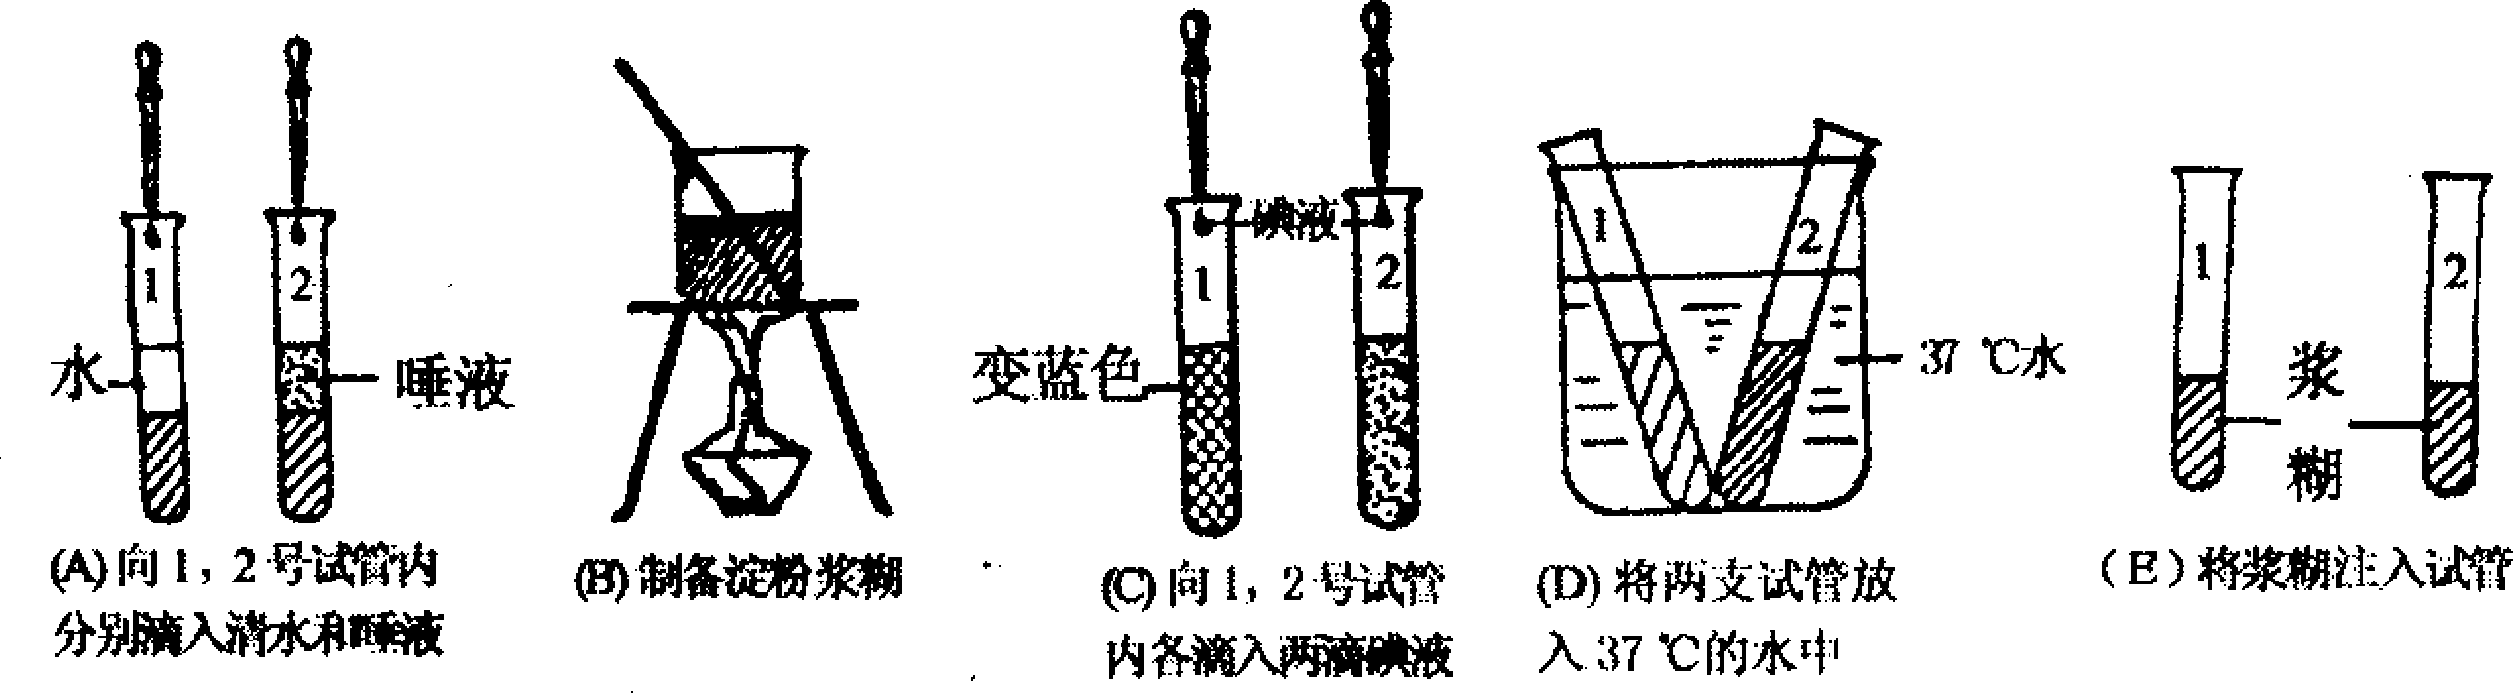 1
2
水
唾液
(A)向1，2号试管内
分别滴入清水和唾液
(B)制备淀粉浆糊
碘液
1
2
变蓝色
(C)向1，2号试管
内各滴入两滴碘液
1
2
37 ℃水
(D)将两支试管放
入37 ℃的水中
1
2
浆
糊
（E）将浆糊注入试管